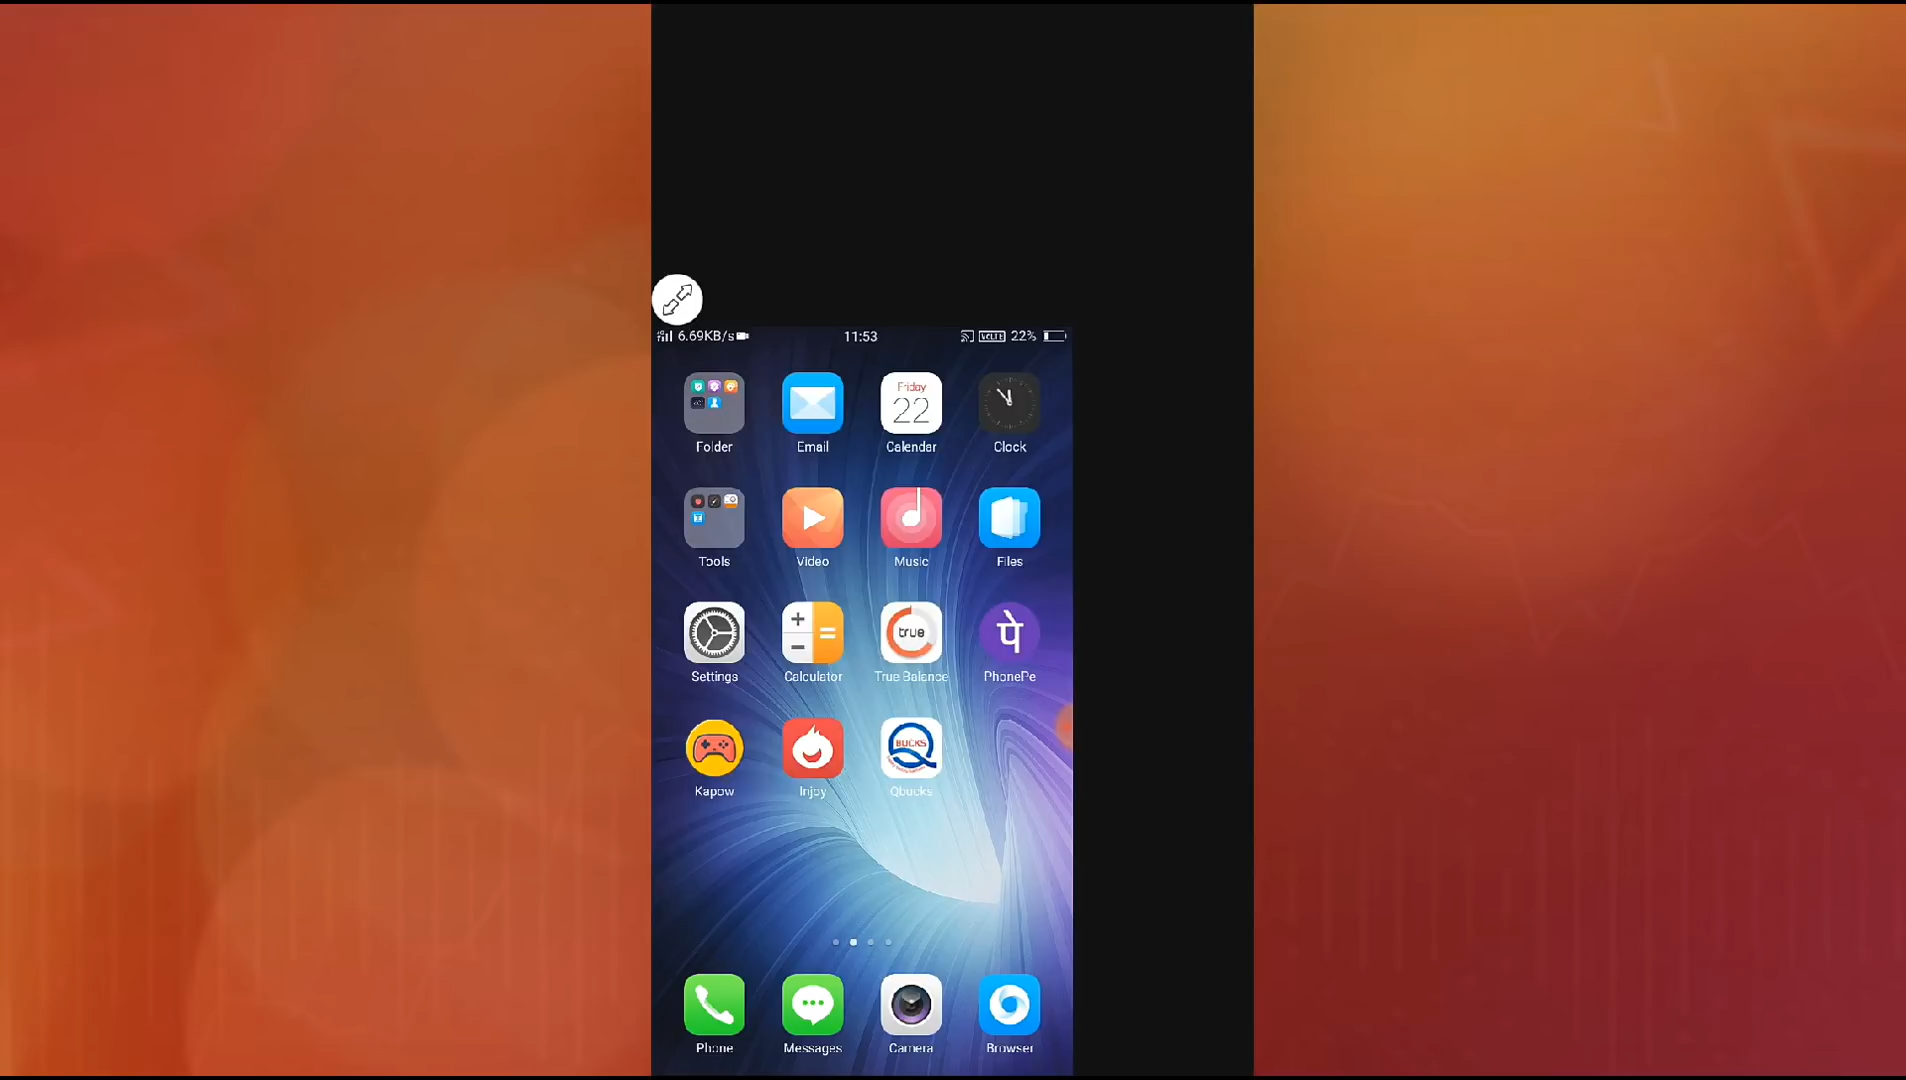 6.69KB/s 11:53 VOLTE 22%
Friday
22
Folder Email Calendar Clock
Tools Video Music Files
true
पे
Settings Calculator True Balance PhonePe
BUCKS
Kapow Injoy Qbucks
Phone Messages Camera Browser